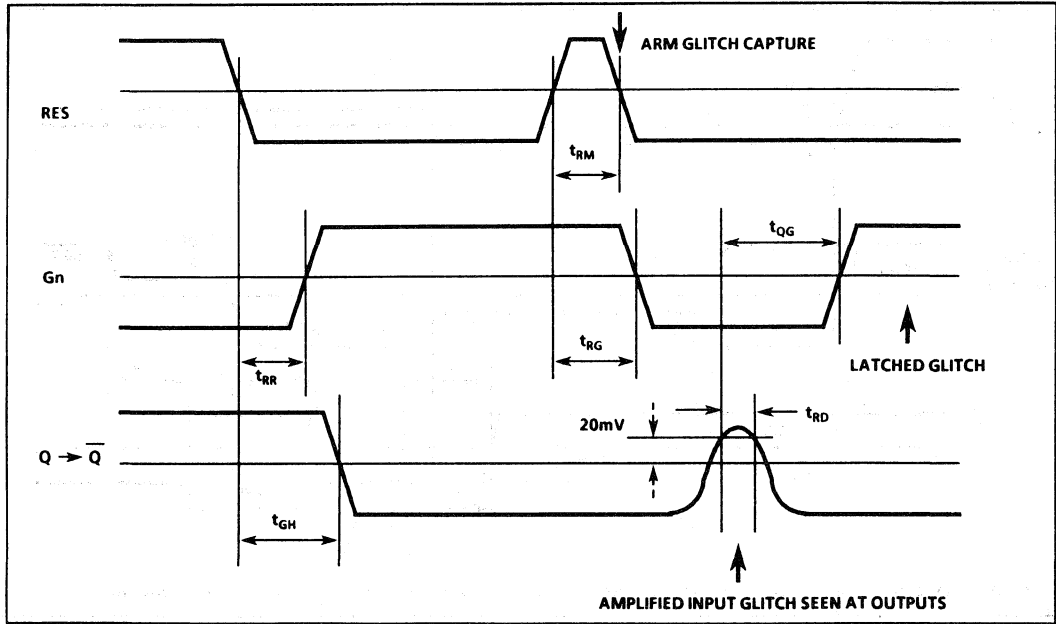 ARM GLITCH CAPTURE
RES
tRM
tQG
Gn
tRG
LATCHED GLITCH
tRR
20mV
tRD
Q → Q̅
tGH
AMPLIFIED INPUT GLITCH SEEN AT OUTPUTS